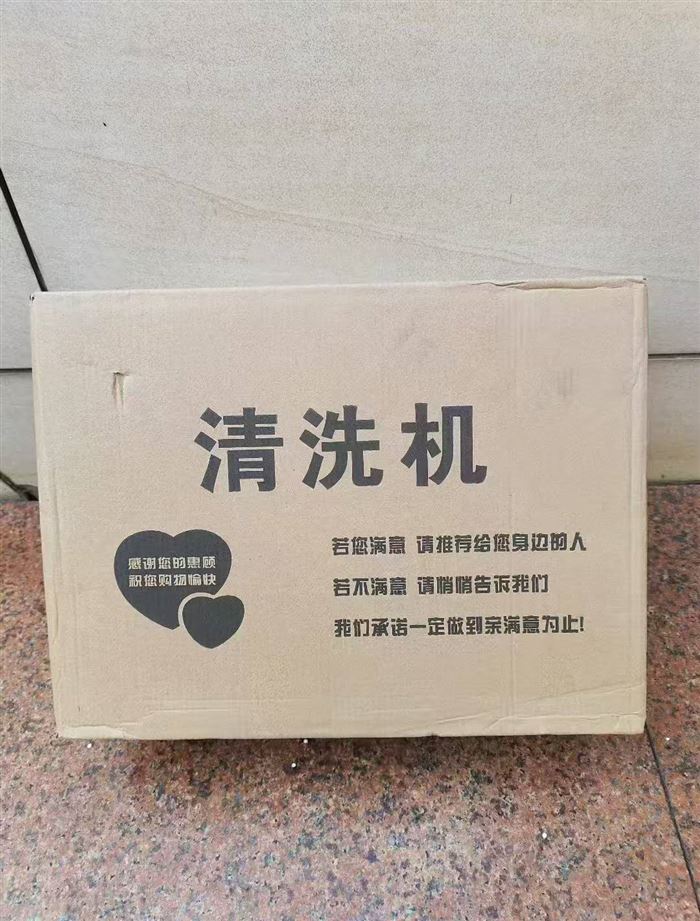 清洗机
感谢您的惠顾
祝您购物愉快
若您满意 请推荐给您身边的人
若不满意 请悄悄告诉我们
我们承诺一定做到亲满意为止!